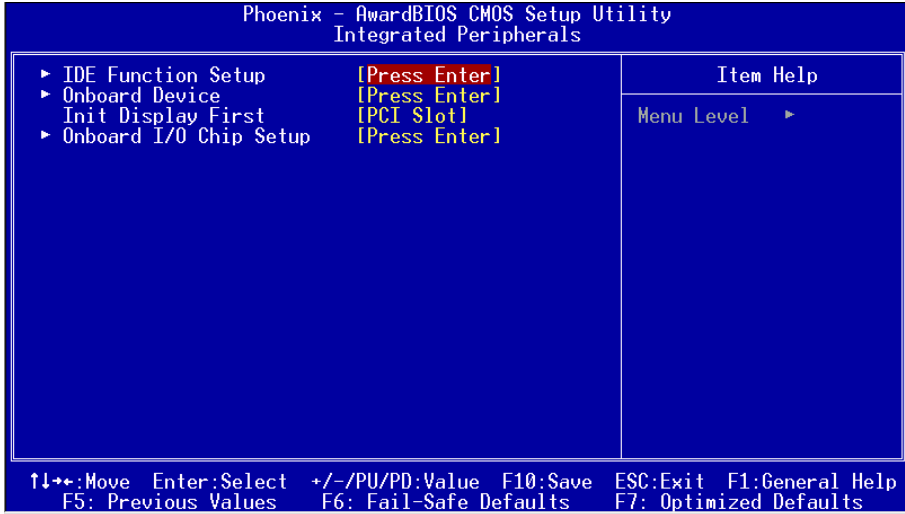 Phoenix - AwardBIOS CMOS Setup Utility
Integrated Peripherals
► IDE Function Setup [Press Enter]
► Onboard Device [Press Enter]
Init Display First [PCI Slot]
► Onboard I/O Chip Setup [Press Enter]
Item Help
Menu Level ►
↑↓→←:Move Enter:Select +/-/PU/PD:Value F10:Save ESC:Exit F1:General Help
F5: Previous Values F6: Fail-Safe Defaults F7: Optimized Defaults